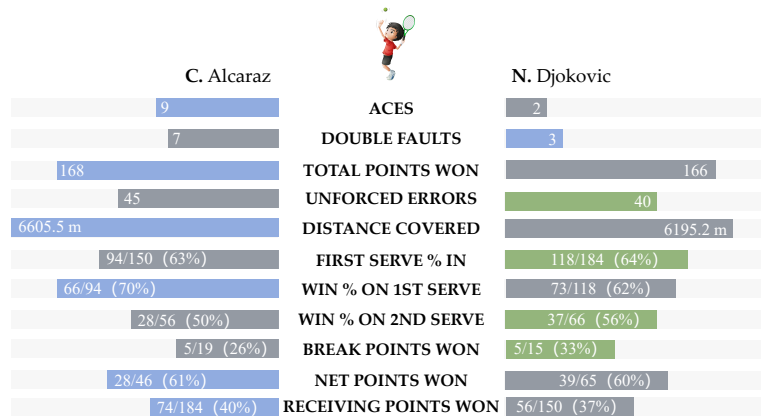 C. Alcaraz N. Djokovic
9 ACES 2
7 DOUBLE FAULTS 3
168 TOTAL POINTS WON 166
45 UNFORCED ERRORS 40
6605.5 m DISTANCE COVERED 6195.2 m
94/150 (63%) FIRST SERVE % IN 118/184 (64%)
66/94 (70%) WIN % ON 1ST SERVE 73/118 (62%)
28/56 (50%) WIN % ON 2ND SERVE 37/66 (56%)
5/19 (26%) BREAK POINTS WON 5/15 (33%)
28/46 (61%) NET POINTS WON 39/65 (60%)
74/184 (40%) RECEIVING POINTS WON 56/150 (37%)